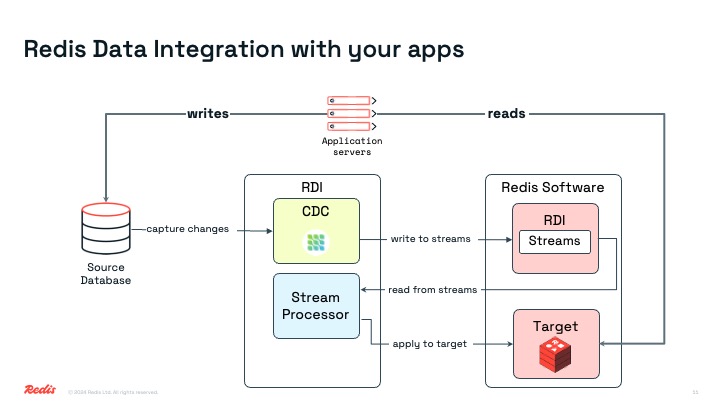 Redis Data Integration with your apps
writes
reads
Application
servers
RDI
Redis Software
CDC
RDI
Streams
capture changes
write to streams
Source
Database
Stream
Processor
read from streams
Target
apply to target
Redis
© 2024 Redis Ltd. All rights reserved.